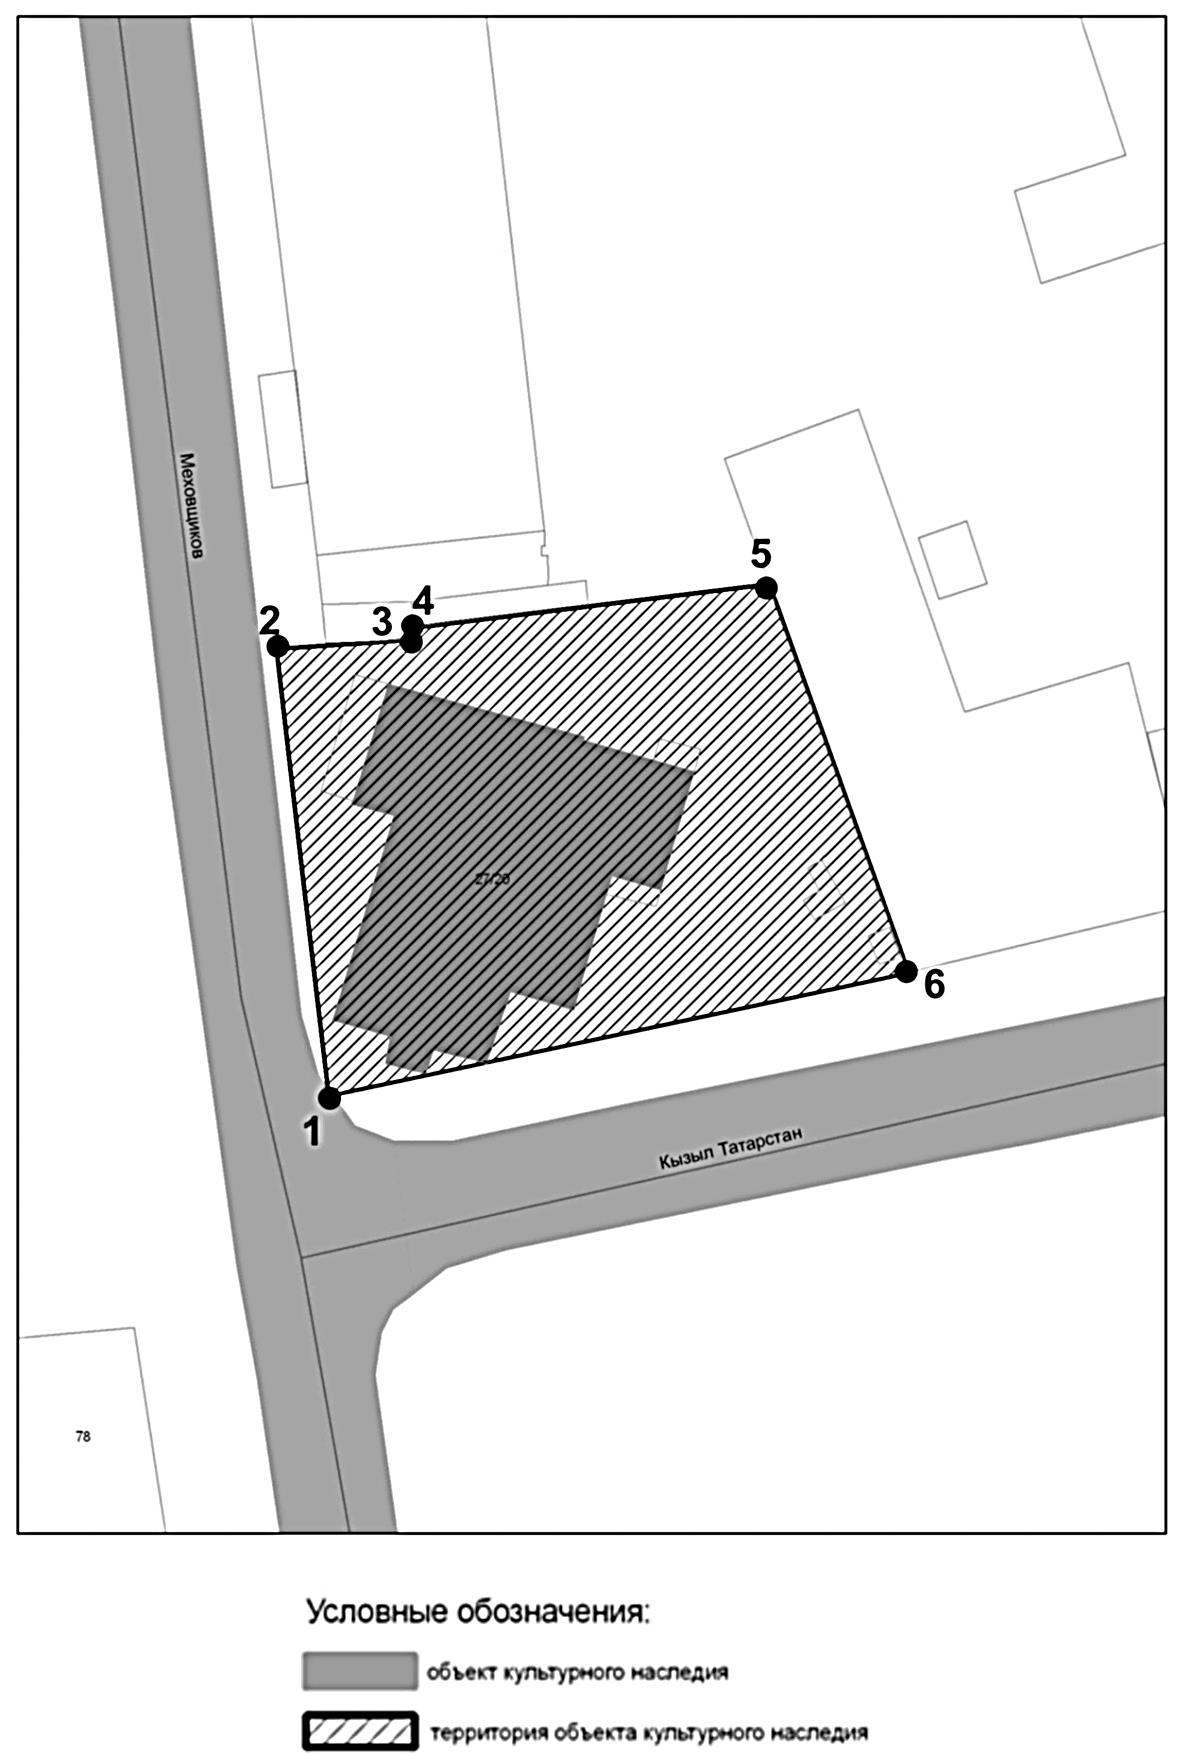 Меховщиков
5
4
3
2
27/20
6
1
Кызыл Татарстан
78
Условные обозначения:
объект культурного наследия
территория объекта культурного наследия